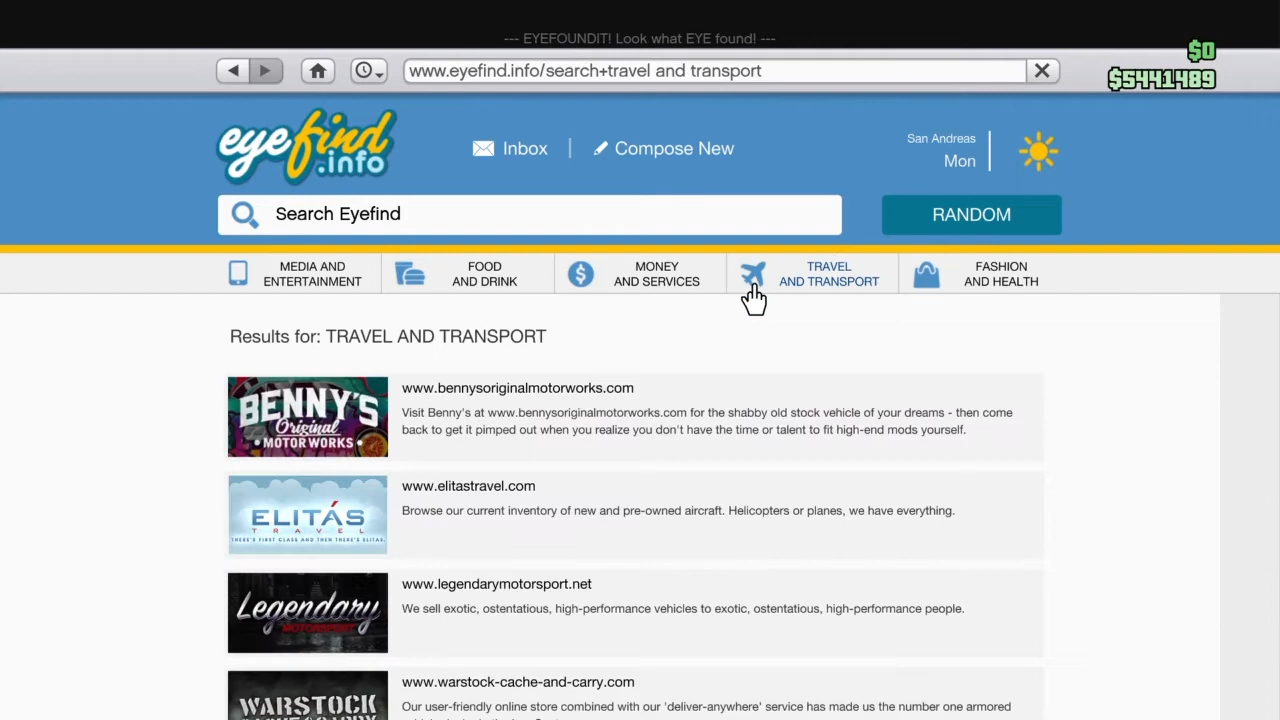 --- EYEFOUNDIT! Look what EYE found! ---
$0
$5441489
www.eyefind.info/search+travel and transport
eyefind
.info
Inbox
Compose New
San Andreas
Mon
Search Eyefind
RANDOM
MEDIA AND
ENTERTAINMENT
FOOD
AND DRINK
MONEY
AND SERVICES
TRAVEL
AND TRANSPORT
FASHION
AND HEALTH
Results for: TRAVEL AND TRANSPORT
BENNY'S
Original
MOTOR WORKS
www.bennysoriginalmotorworks.com
Visit Benny's at www.bennysoriginalmotorworks.com for the shabby old stock vehicle of your dreams - then come
back to get it pimped out when you realize you don't have the time or talent to fit high-end mods yourself.
ELITÁS
TRAVEL
THERE'S FIRST CLASS AND THEN THERE'S ELITAS.
www.elitastravel.com
Browse our current inventory of new and pre-owned aircraft. Helicopters or planes, we have everything.
Legendary
MOTORSPORT
www.legendarymotorsport.net
We sell exotic, ostentatious, high-performance vehicles to exotic, ostentatious, high-performance people.
WARSTOCK
www.warstock-cache-and-carry.com
Our user-friendly online store combined with our 'deliver-anywhere' service has made us the number one armored